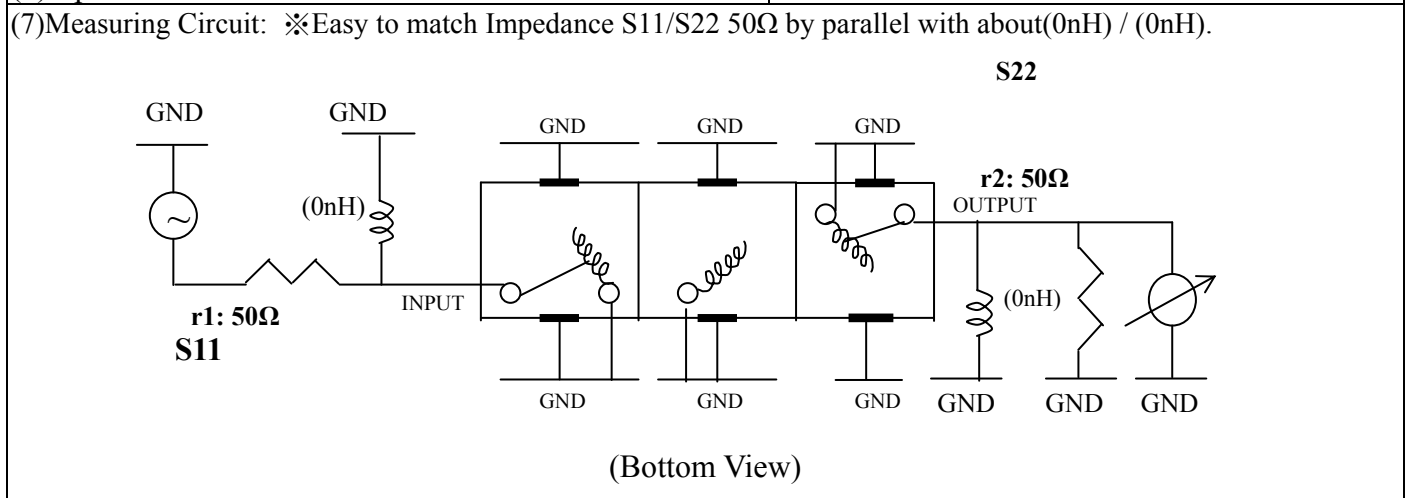 (7)Measuring Circuit: ※Easy to match Impedance S11/S22 50Ω by parallel with about(0nH) / (0nH).
S22
GND GND GND GND GND
r2: 50Ω
(0nH) OUTPUT
~
INPUT (0nH)
r1: 50Ω
S11
GND GND GND GND GND GND
(Bottom View)